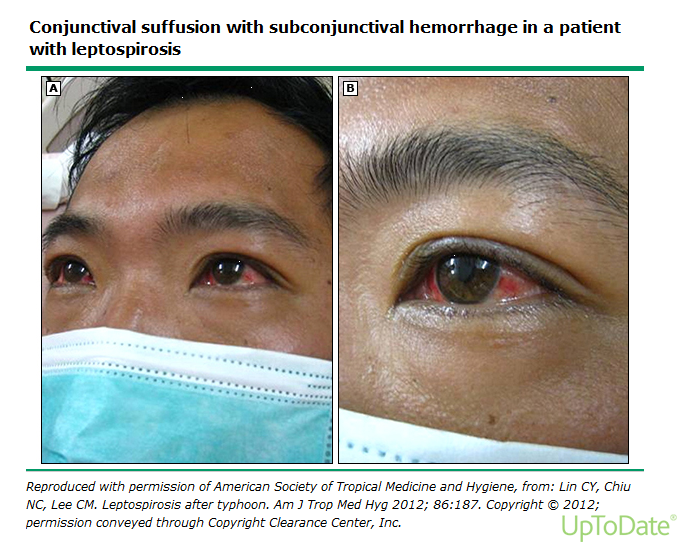 Conjunctival suffusion with subconjunctival hemorrhage in a patient
with leptospirosis
A
B
Reproduced with permission of American Society of Tropical Medicine and Hygiene, from: Lin CY, Chiu
NC, Lee CM. Leptospirosis after typhoon. Am J Trop Med Hyg 2012; 86:187. Copyright © 2012;
permission conveyed through Copyright Clearance Center, Inc.
UpToDate®